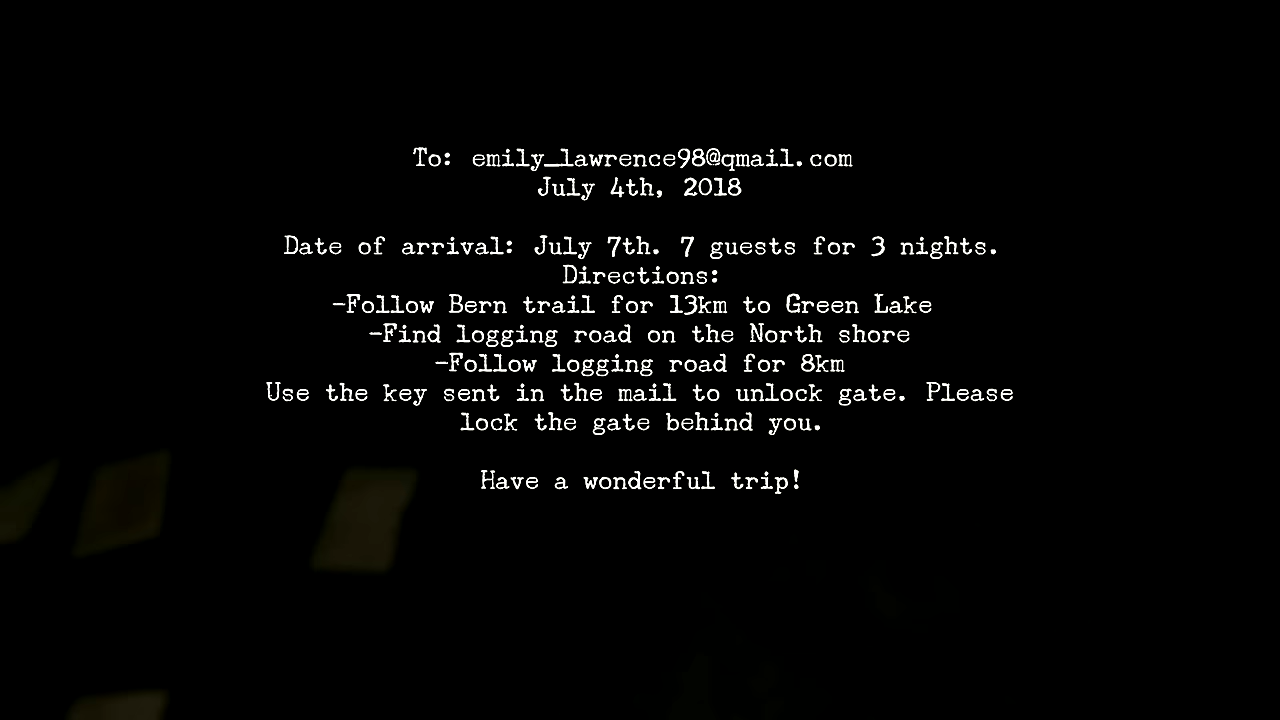 To: emily_lawrence98@qmail.com
July 4th, 2018
Date of arrival: July 7th. 7 guests for 3 nights.
Directions:
-Follow Bern trail for 13km to Green Lake
-Find logging road on the North shore
-Follow logging road for 8km
Use the key sent in the mail to unlock gate. Please
lock the gate behind you.
Have a wonderful trip!